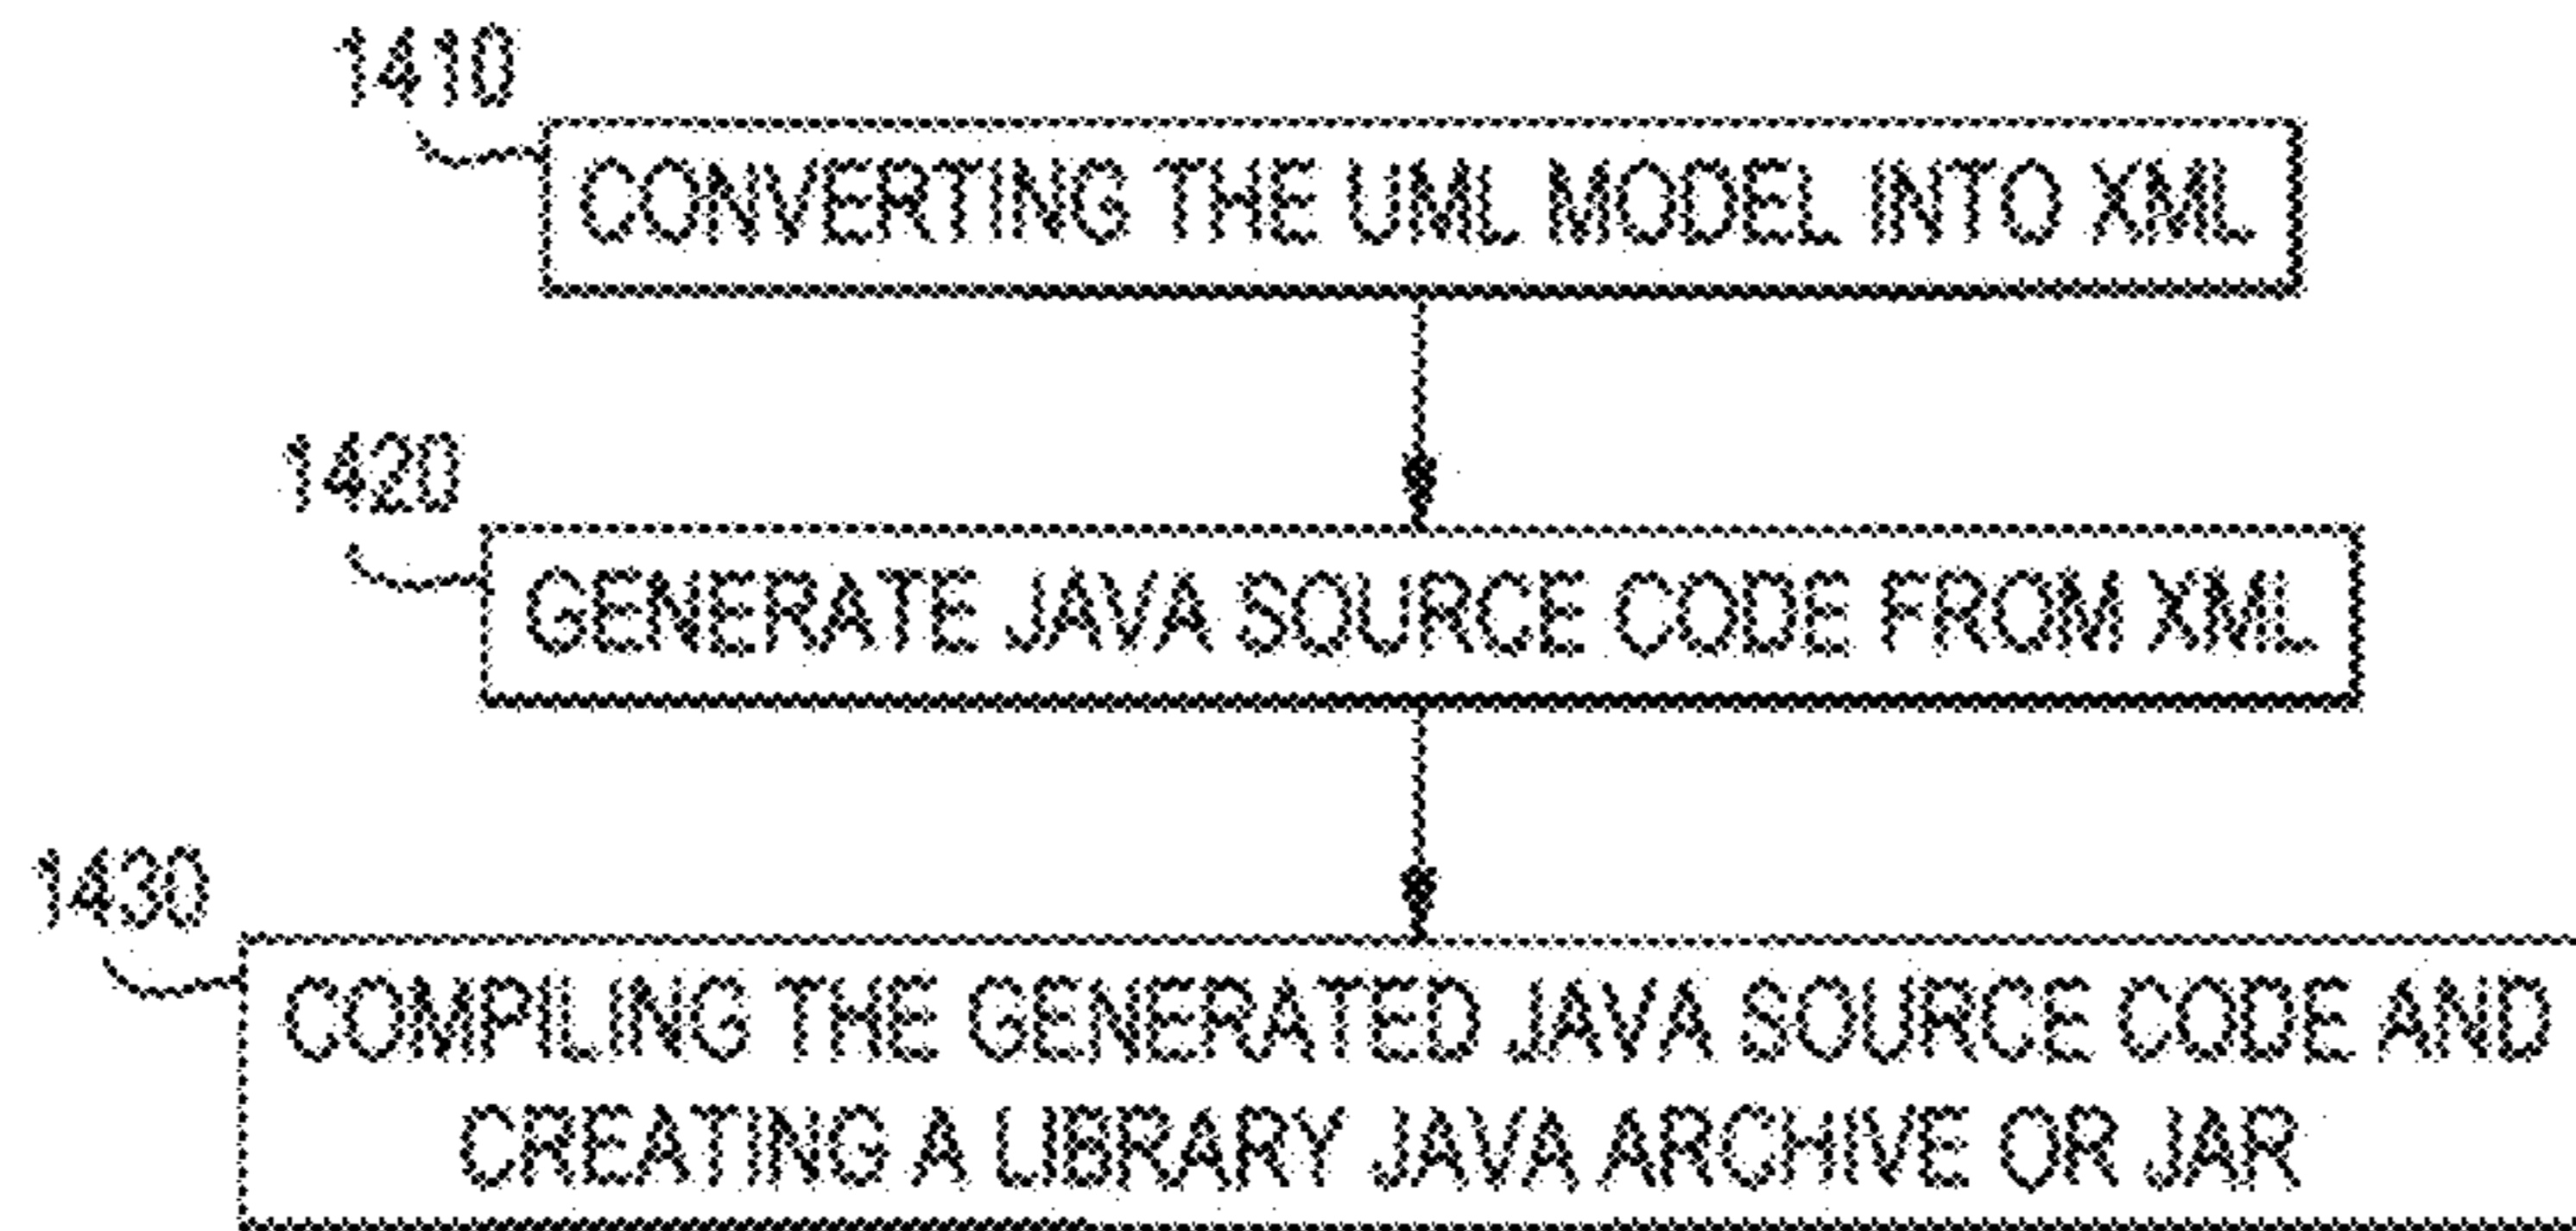 1410
CONVERTING THE UML MODEL INTO XML
1420
GENERATE JAVA SOURCE CODE FROM XML
1430
COMPILING THE GENERATED JAVA SOURCE CODE AND
CREATING A LIBRARY JAVA ARCHIVE OR JAR